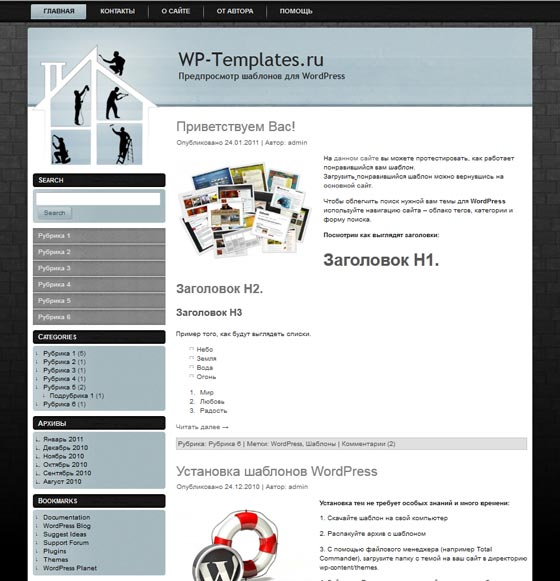 ГЛАВНАЯ КОНТАКТЫ О САЙТЕ ОТ АВТОРА ПОМОЩЬ
WP-Templates.ru
Предпросмотр шаблонов для WordPress
SEARCH
Search
Рубрика 1
Рубрика 2
Рубрика 3
Рубрика 4
Рубрика 5
Рубрика 6
CATEGORIES
Рубрика 1 (5)
Рубрика 2 (1)
Рубрика 3 (1)
Рубрика 4 (1)
Рубрика 5 (2)
Подрубрика 1 (1)
Рубрика 6 (1)
АРХИВЫ
Январь 2011
Декабрь 2010
Ноябрь 2010
Октябрь 2010
Сентябрь 2010
Август 2010
BOOKMARKS
Documentation
WordPress Blog
Suggest Ideas
Support Forum
Plugins
Themes
WordPress Planet
Приветствуем Вас!
Опубликовано 24.01.2011 | Автор: admin
На данном сайте вы можете протестировать, как работает
понравившийся вам шаблон.
Загрузить понравившийся шаблон можно вернувшись на
основной сайт.
Чтобы облегчить поиск нужной вам темы для WordPress
используйте навигацию сайта – облако тегов, категории и
форму поиска.
Посмотрим как выглядят заголовки:
Заголовок H1.
Заголовок H2.
Заголовок H3
Пример того, как будут выглядеть списки.
Небо
Земля
Вода
Огонь
1. Мир
2. Любовь
3. Радость
Читать далее →
Рубрика: Рубрика 6 | Метки: WordPress, Шаблоны | Комментарии (2)
Установка шаблонов WordPress
Опубликовано 24.12.2010 | Автор: admin
Установка тем не требует особых знаний и много времени:
1. Скачайте шаблон на свой компьютер
2. Распакуйте архив с шаблоном
3. С помощью файлового менеджера (например Total
Commander), загрузите папку с темой на ваш сайт в директорию
wp-content/themes.